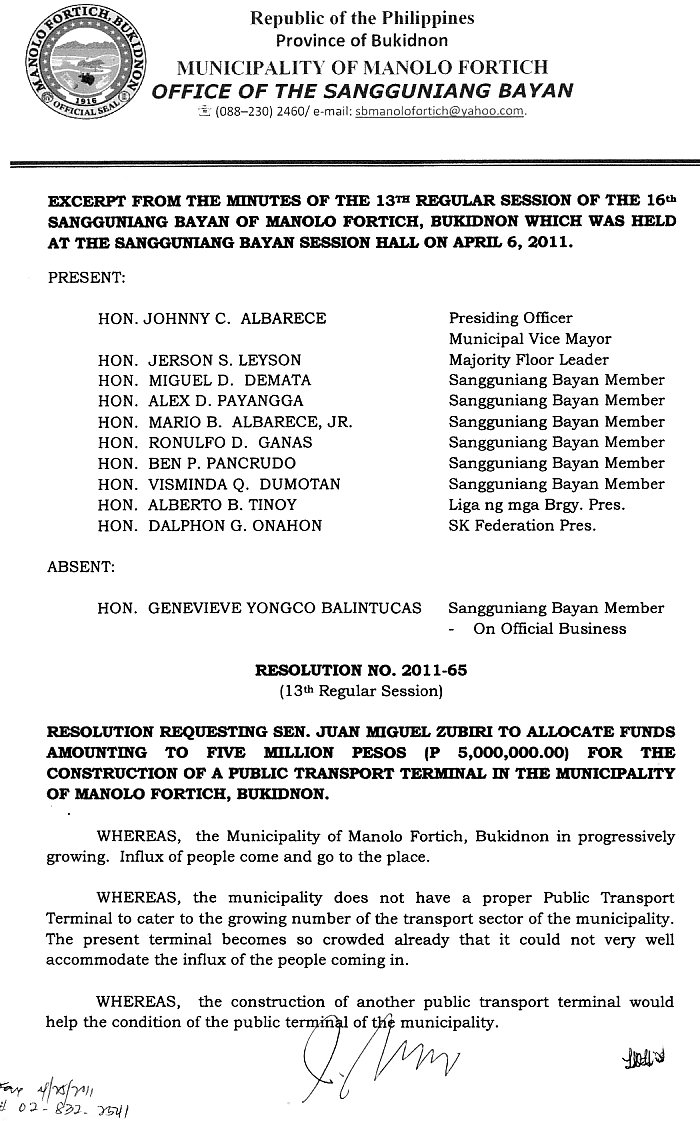 MANOLO FORTICH, BUKIDNON
1916
OFFICIAL SEAL
Republic of the Philippines
Province of Bukidnon
MUNICIPALITY OF MANOLO FORTICH
OFFICE OF THE SANGGUNIANG BAYAN
☏ (088–230) 2460/ e-mail: sbmanolofortich@yahoo.com.
EXCERPT FROM THE MINUTES OF THE 13TH REGULAR SESSION OF THE 16th
SANGGUNIANG BAYAN OF MANOLO FORTICH, BUKIDNON WHICH WAS HELD
AT THE SANGGUNIANG BAYAN SESSION HALL ON APRIL 6, 2011.
PRESENT:
HON. JOHNNY C. ALBARECE Presiding Officer
Municipal Vice Mayor
HON. JERSON S. LEYSON Majority Floor Leader
HON. MIGUEL D. DEMATA Sangguniang Bayan Member
HON. ALEX D. PAYANGGA Sangguniang Bayan Member
HON. MARIO B. ALBARECE, JR. Sangguniang Bayan Member
HON. RONULFO D. GANAS Sangguniang Bayan Member
HON. BEN P. PANCRUDO Sangguniang Bayan Member
HON. VISMINDA Q. DUMOTAN Sangguniang Bayan Member
HON. ALBERTO B. TINOY Liga ng mga Brgy. Pres.
HON. DALPHON G. ONAHON SK Federation Pres.
ABSENT:
HON. GENEVIEVE YONGCO BALINTUCAS Sangguniang Bayan Member
- On Official Business
RESOLUTION NO. 2011-65
(13th Regular Session)
RESOLUTION REQUESTING SEN. JUAN MIGUEL ZUBIRI TO ALLOCATE FUNDS
AMOUNTING TO FIVE MILLION PESOS (P 5,000,000.00) FOR THE
CONSTRUCTION OF A PUBLIC TRANSPORT TERMINAL IN THE MUNICIPALITY
OF MANOLO FORTICH, BUKIDNON.
WHEREAS, the Municipality of Manolo Fortich, Bukidnon in progressively
growing. Influx of people come and go to the place.
WHEREAS, the municipality does not have a proper Public Transport
Terminal to cater to the growing number of the transport sector of the municipality.
The present terminal becomes so crowded already that it could not very well
accommodate the influx of the people coming in.
WHEREAS, the construction of another public transport terminal would
help the condition of the public terminal of the municipality.
4/25/2011
# 02-832-2541